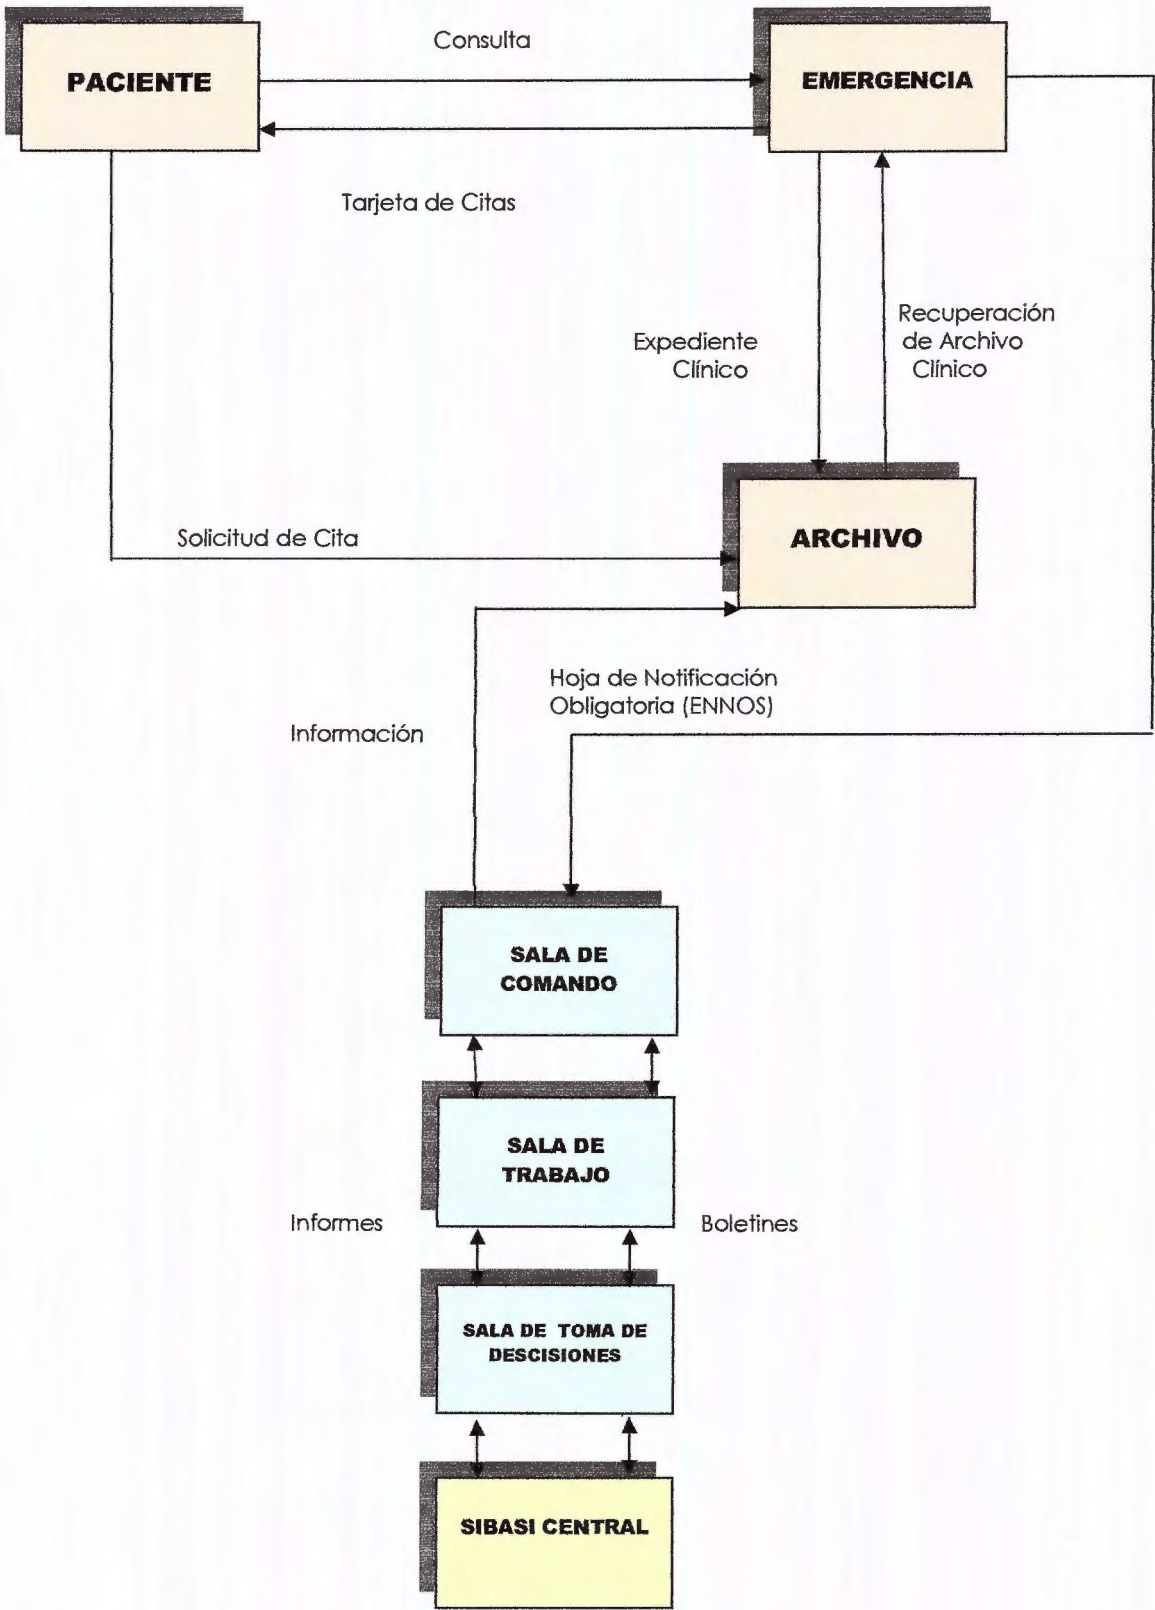 Consulta
PACIENTE
EMERGENCIA
Tarjeta de Citas
Recuperación
de Archivo
Clínico
Expediente
Clínico
Solicitud de Cita
ARCHIVO
Hoja de Notificación
Obligatoria (ENNOS)
Información
SALA DE
COMANDO
SALA DE
TRABAJO
Informes
Boletines
SALA DE TOMA DE
DESCISIONES
SIBASI CENTRAL